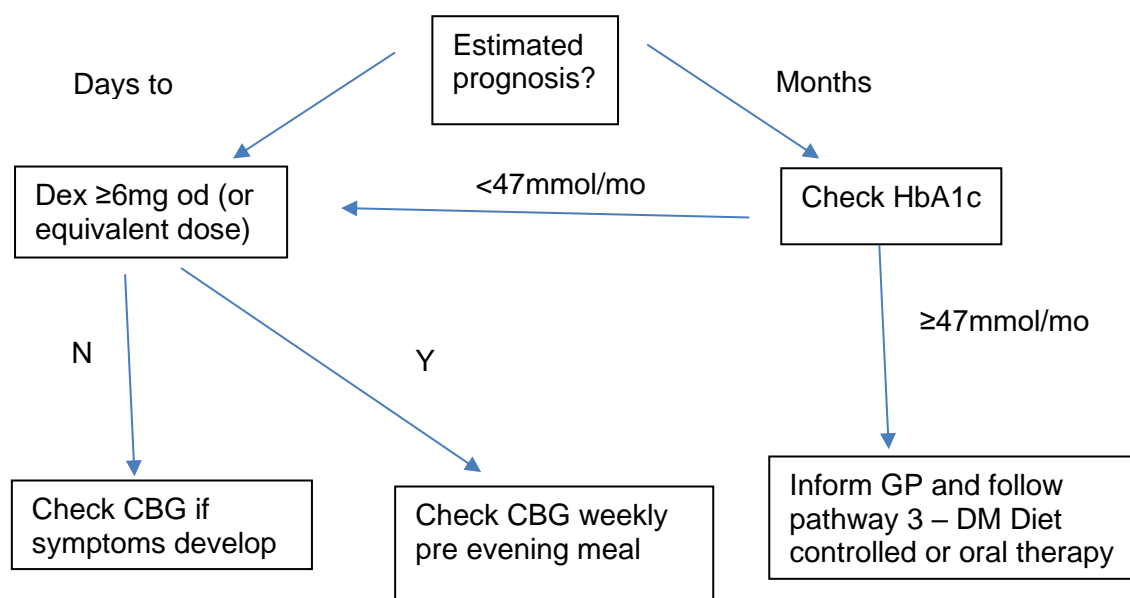 Estimated
prognosis?
Days to
Months
Dex ≥6mg od (or
equivalent dose)
<47mmol/mo
Check HbA1c
≥47mmol/mo
N
Y
Check CBG if
symptoms develop
Check CBG weekly
pre evening meal
Inform GP and follow
pathway 3 – DM Diet
controlled or oral therapy